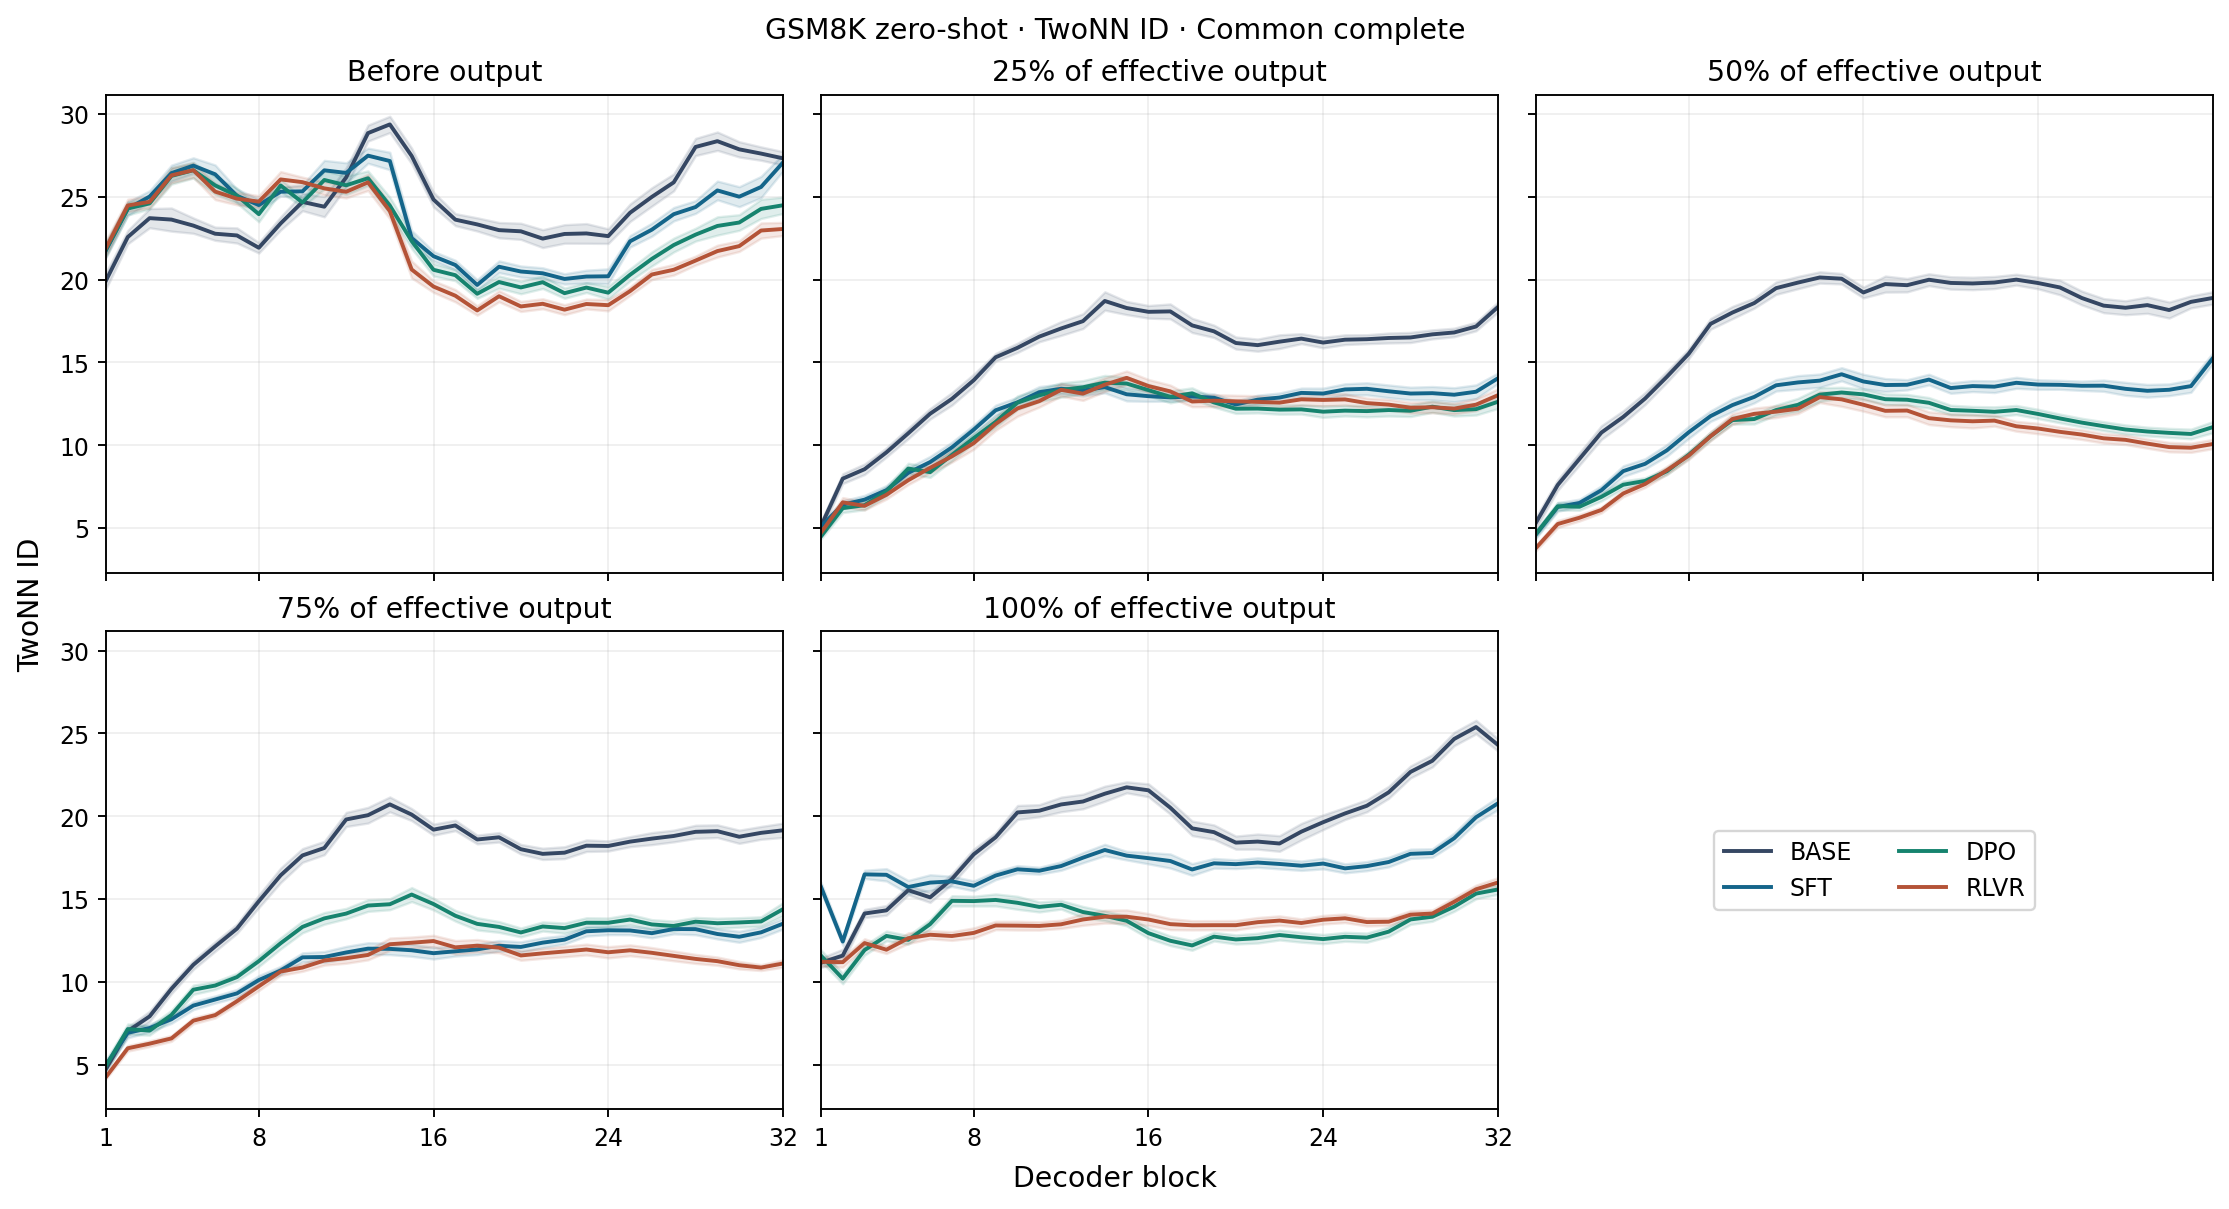 GSM8K zero-shot · TwoNN ID · Common complete
Before output
25% of effective output
50% of effective output
30
25
20
15
10
5
TwoNN ID
75% of effective output
100% of effective output
30
25
20
15
10
5
1 8 16 24 32
1 8 16 24 32
Decoder block
BASE DPO
SFT RLVR